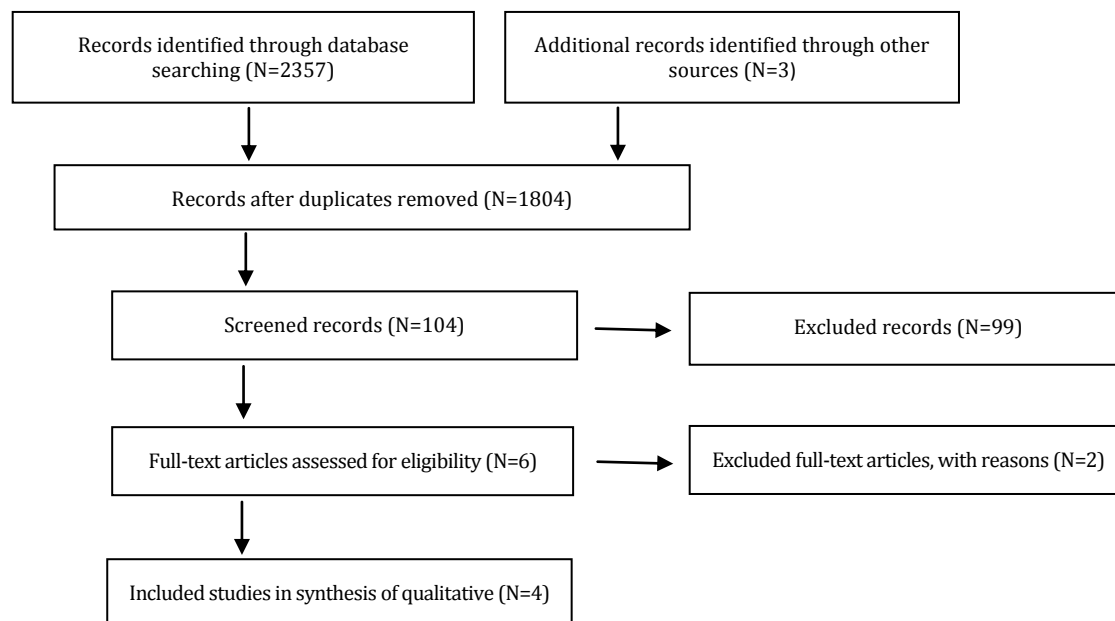 Records identified through database
searching (N=2357)
Additional records identified through other
sources (N=3)
Records after duplicates removed (N=1804)
Screened records (N=104)
Excluded records (N=99)
Full-text articles assessed for eligibility (N=6)
Excluded full-text articles, with reasons (N=2)
Included studies in synthesis of qualitative (N=4)